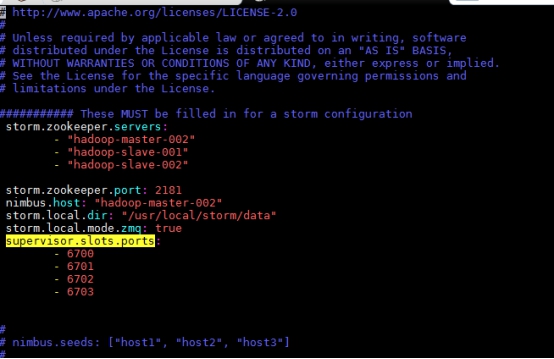 # http://www.apache.org/licenses/LICENSE-2.0
#
# Unless required by applicable law or agreed to in writing, software
# distributed under the License is distributed on an "AS IS" BASIS,
# WITHOUT WARRANTIES OR CONDITIONS OF ANY KIND, either express or implied.
# See the License for the specific language governing permissions and
# limitations under the License.
########### These MUST be filled in for a storm configuration
storm.zookeeper.servers:
- "hadoop-master-002"
- "hadoop-slave-001"
- "hadoop-slave-002"
storm.zookeeper.port: 2181
nimbus.host: "hadoop-master-002"
storm.local.dir: "/usr/local/storm/data"
storm.local.mode.zmq: true
supervisor.slots.ports:
- 6700
- 6701
- 6702
- 6703
#
# nimbus.seeds: ["host1", "host2", "host3"]
#